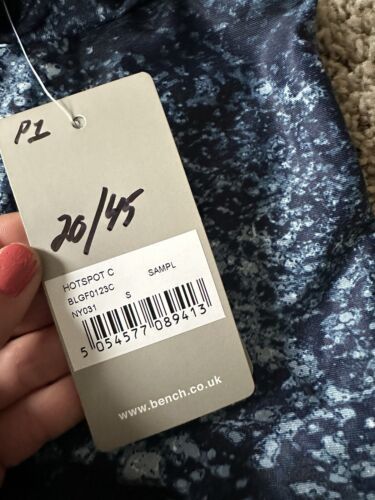 P1
20/45
HOTSPOT C
BLGF0123C SAMPL
NY031 S
5 054577 089413
www.bench.co.uk